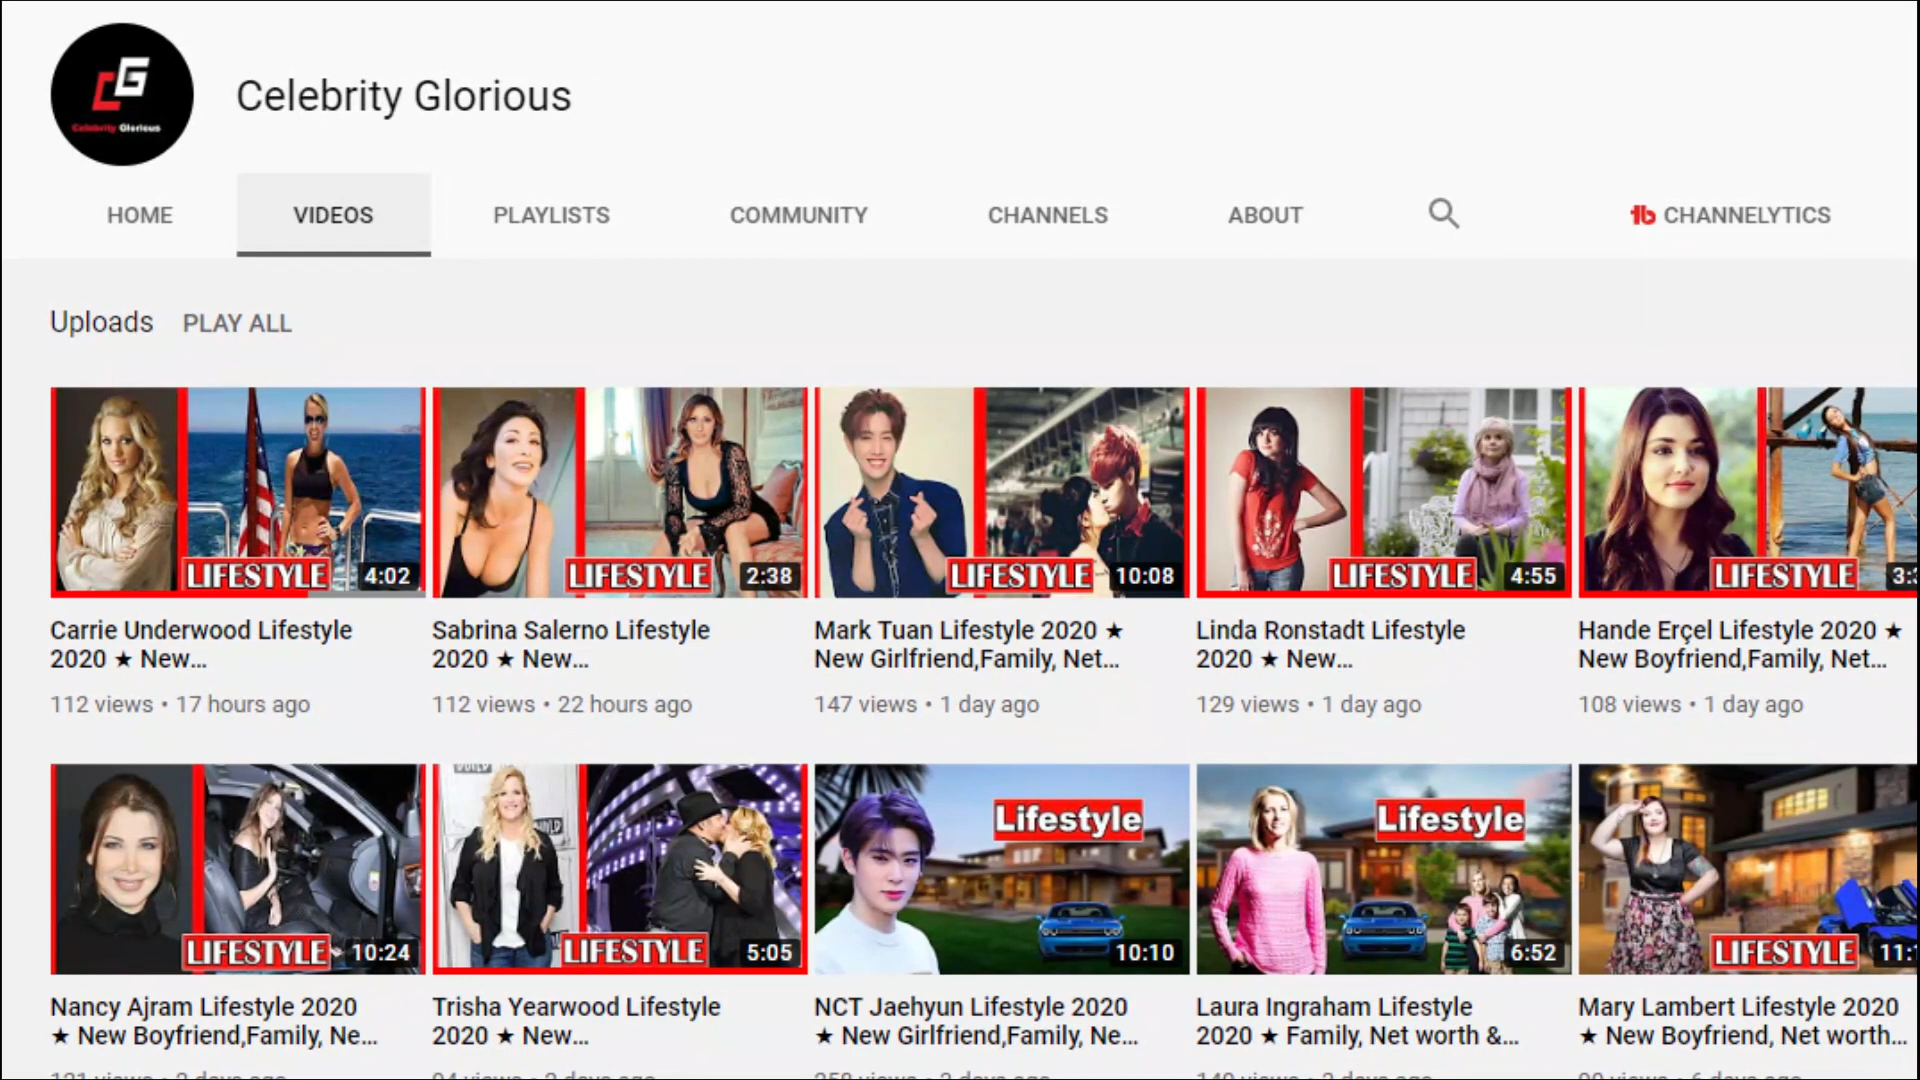 CG
Celebrity Glorious
Celebrity Glorious
HOME
VIDEOS
PLAYLISTS
COMMUNITY
CHANNELS
ABOUT
tb CHANNELYTICS
Uploads PLAY ALL
LIFESTYLE 4:02
LIFESTYLE 2:38
LIFESTYLE 10:08
LIFESTYLE 4:55
LIFESTYLE
Carrie Underwood Lifestyle
2020 ★ New...
112 views • 17 hours ago
Sabrina Salerno Lifestyle
2020 ★ New...
112 views • 22 hours ago
Mark Tuan Lifestyle 2020 ★
New Girlfriend,Family, Net...
147 views • 1 day ago
Linda Ronstadt Lifestyle
2020 ★ New...
129 views • 1 day ago
Hande Erçel Lifestyle 2020 ★
New Boyfriend,Family, Net...
108 views • 1 day ago
LIFESTYLE 10:24
LIFESTYLE 5:05
Lifestyle
10:10
Lifestyle
6:52
LIFESTYLE
Nancy Ajram Lifestyle 2020
★ New Boyfriend,Family, Ne...
Trisha Yearwood Lifestyle
2020 ★ New...
NCT Jaehyun Lifestyle 2020
★ New Girlfriend,Family, Ne...
Laura Ingraham Lifestyle
2020 ★ Family, Net worth &...
Mary Lambert Lifestyle 2020
★ New Boyfriend, Net worth...